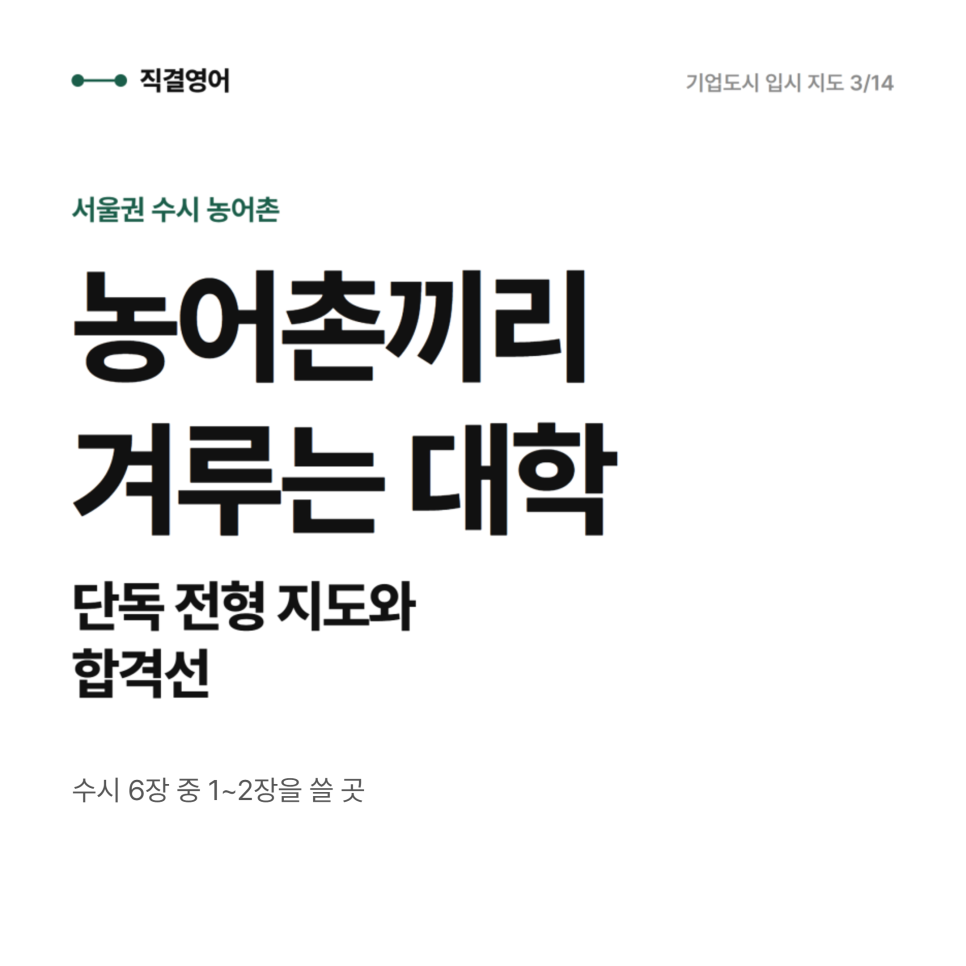 직결영어
기업도시 입시 지도 3/14
서울권 수시 농어촌
농어촌끼리
겨루는 대학
단독 전형 지도와
합격선
수시 6장 중 1~2장을 쓸 곳